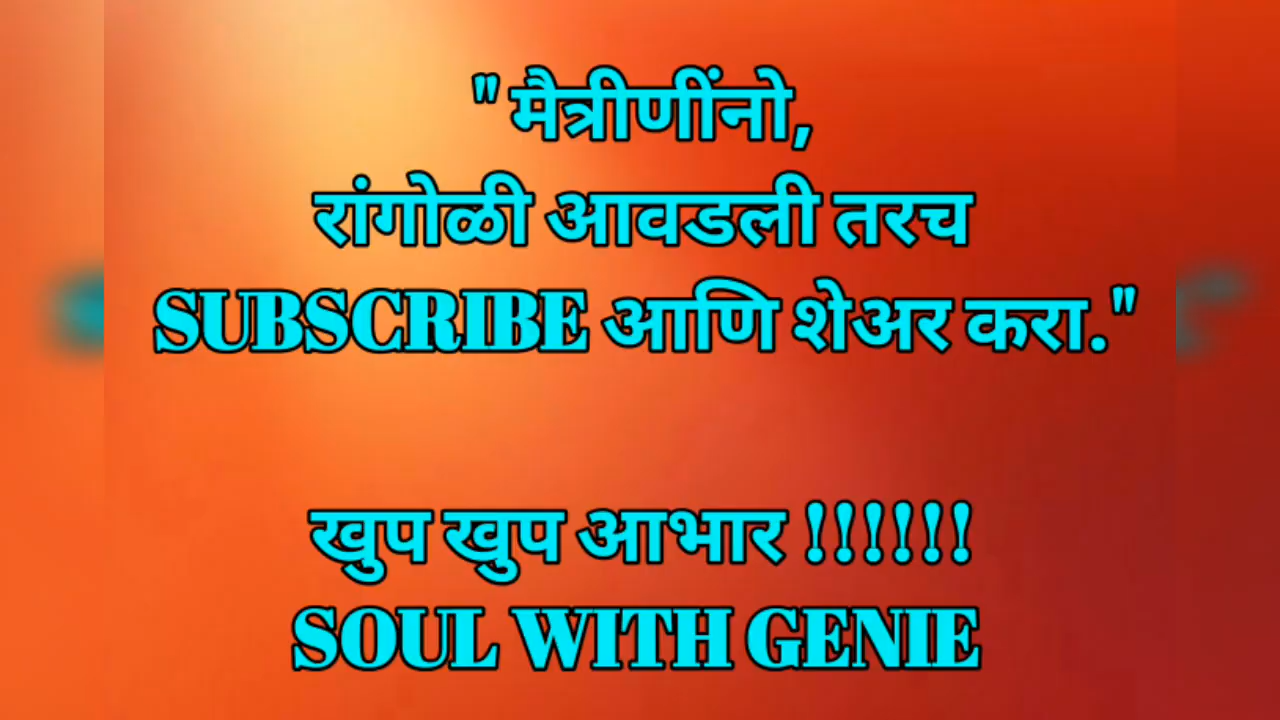 " मैत्रीणींनो,
रांगोळी आवडली तरच
SUBSCRIBE आणि शेअर करा."
खुप खुप आभार !!!!!!
SOUL WITH GENIE